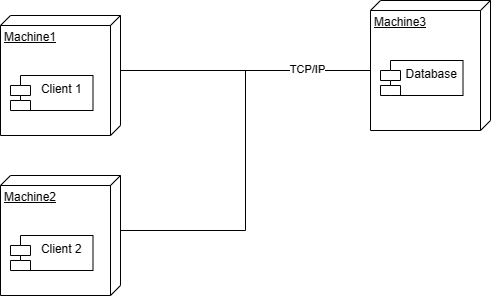 Machine1
Client 1
TCP/IP
Machine3
Database
Machine2
Client 2